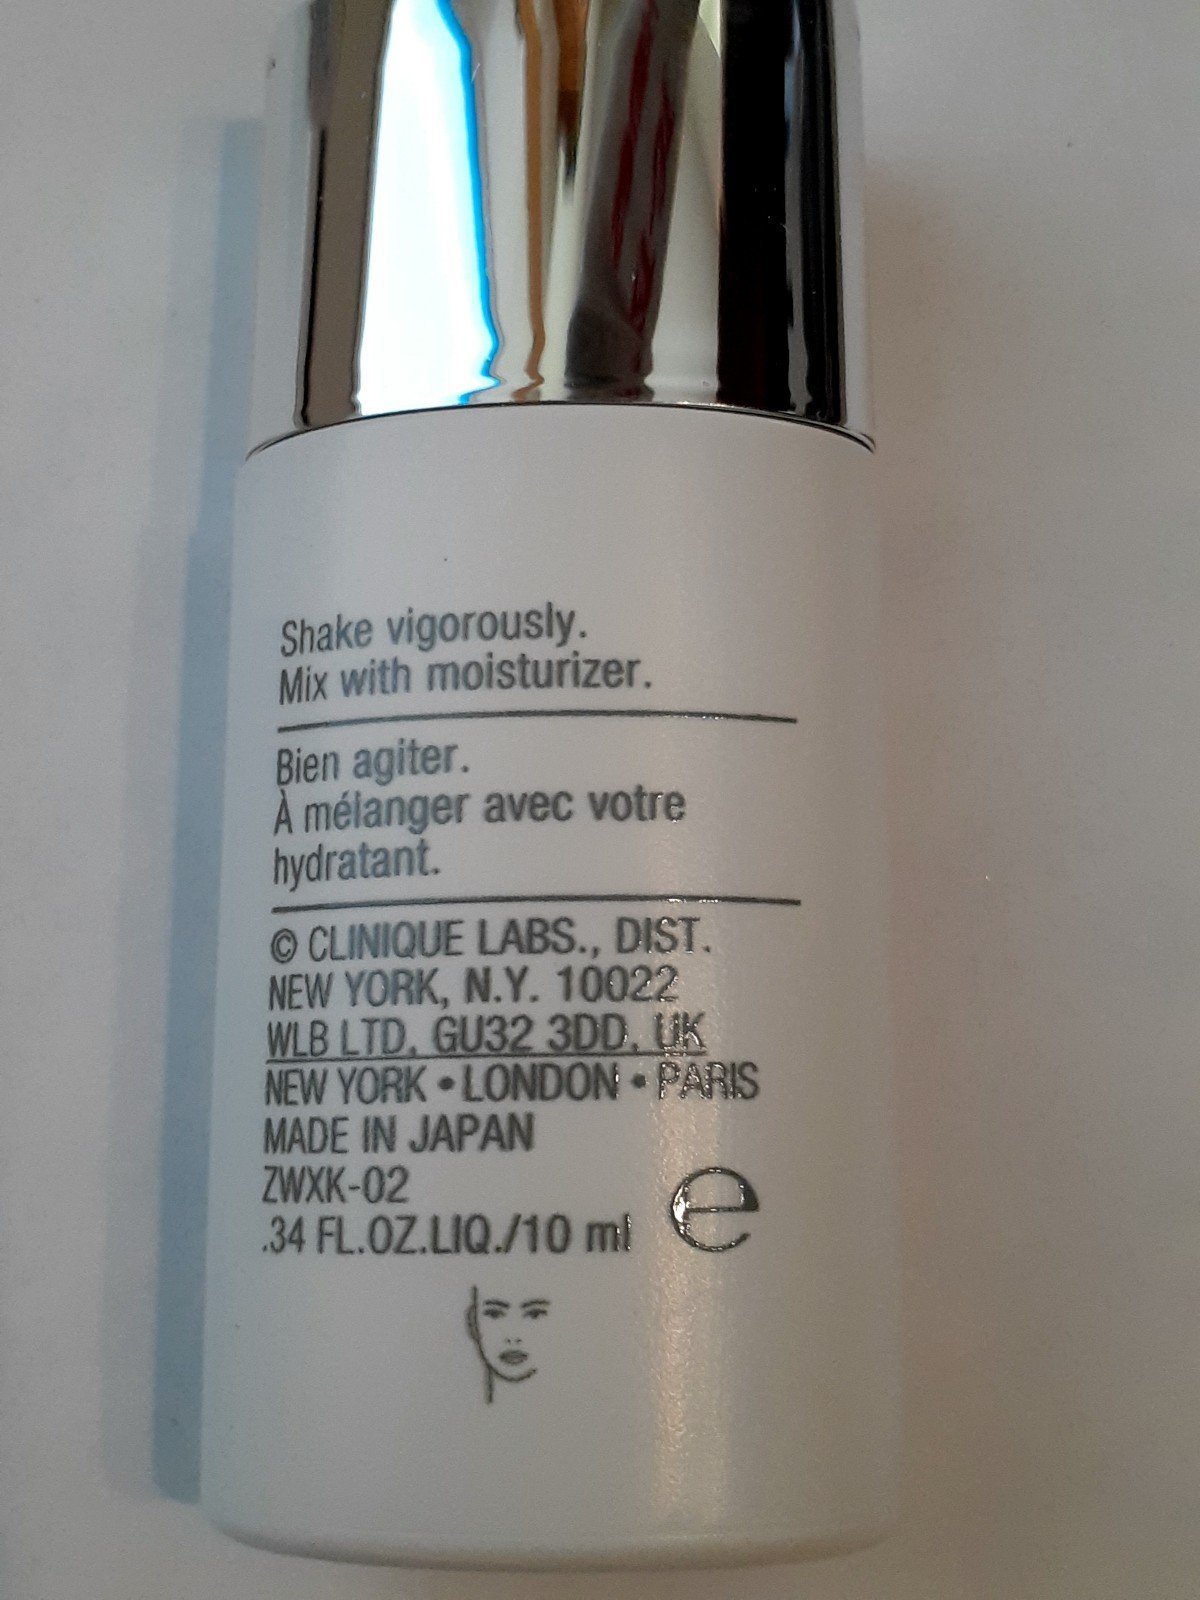 Shake vigorously.
Mix with moisturizer.
Bien agiter.
À mélanger avec votre
hydratant.
© CLINIQUE LABS., DIST.
NEW YORK, N.Y. 10022
WLB LTD, GU32 3DD, UK
NEW YORK • LONDON • PARIS
MADE IN JAPAN
ZWXK-02
.34 FL.OZ.LIQ./10 ml ℮